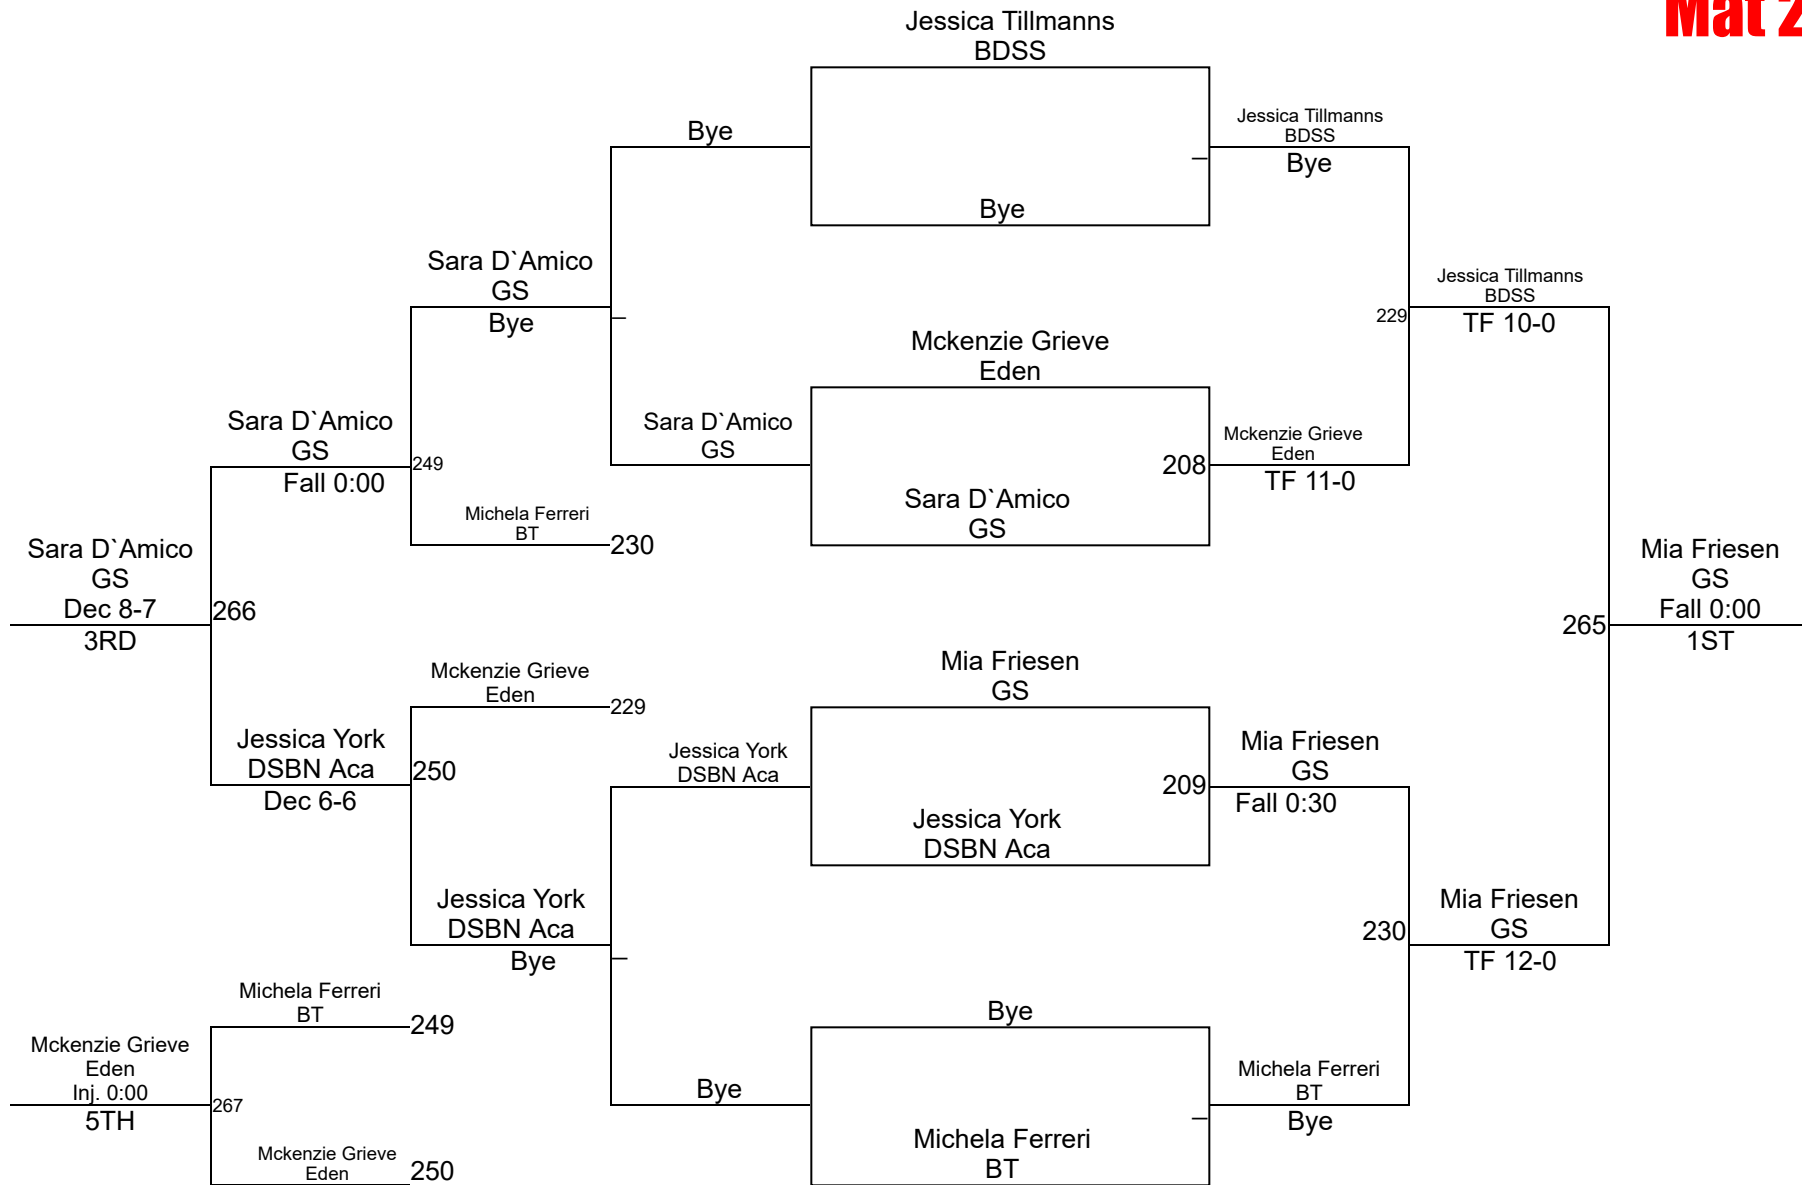 Mat 2
Jessica Tillmanns
BDSS
Bye
Jessica Tillmanns
BDSS
Bye
Bye
Sara D`Amico
GS
Bye
Jessica Tillmanns
BDSS
TF 10-0
229
Mckenzie Grieve
Eden
Sara D`Amico
GS
Fall 0:00
249
Sara D`Amico
GS
208
Mckenzie Grieve
Eden
TF 11-0
Sara D`Amico
GS
Michela Ferreri
BT
230
Sara D`Amico
GS
Dec 8-7
3RD
266
Mia Friesen
GS
Fall 0:00
1ST
265
Mckenzie Grieve
Eden
229
Mia Friesen
GS
Jessica York
DSBN Aca
Dec 6-6
250
Jessica York
DSBN Aca
209
Mia Friesen
GS
Fall 0:30
Jessica York
DSBN Aca
Jessica York
DSBN Aca
Bye
230
Mia Friesen
GS
TF 12-0
Michela Ferreri
BT
249
Bye
Mckenzie Grieve
Eden
Inj. 0:00
5TH
267
Bye
Michela Ferreri
BT
Bye
Mckenzie Grieve
Eden
250
Michela Ferreri
BT